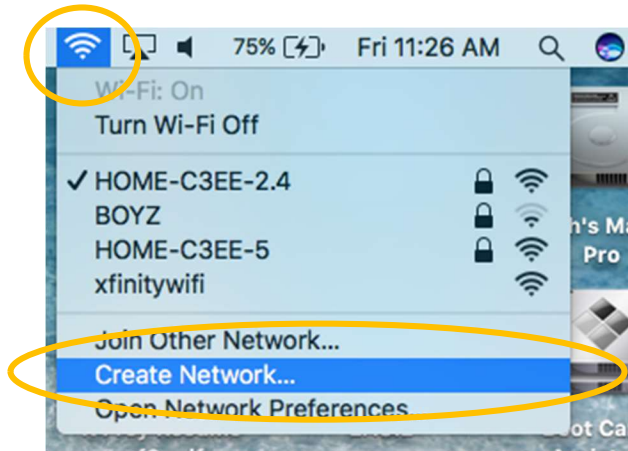 75% Fri 11:26 AM
Wi-Fi: On
Turn Wi-Fi Off
HOME-C3EE-2.4
BOYZ
HOME-C3EE-5
xfinitywifi
h's Ma
Pro
Join Other Network...
Create Network...
Open Network Preferences
ot Ca